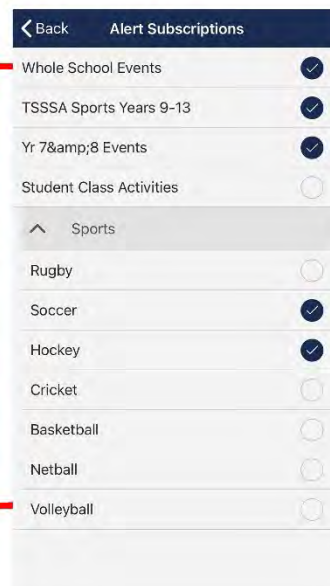 Back Alert Subscriptions
Whole School Events
TSSSA Sports Years 9-13
Yr 7&amp;8 Events
Student Class Activities
Sports
Rugby
Soccer
Hockey
Cricket
Basketball
Netball
Volleyball